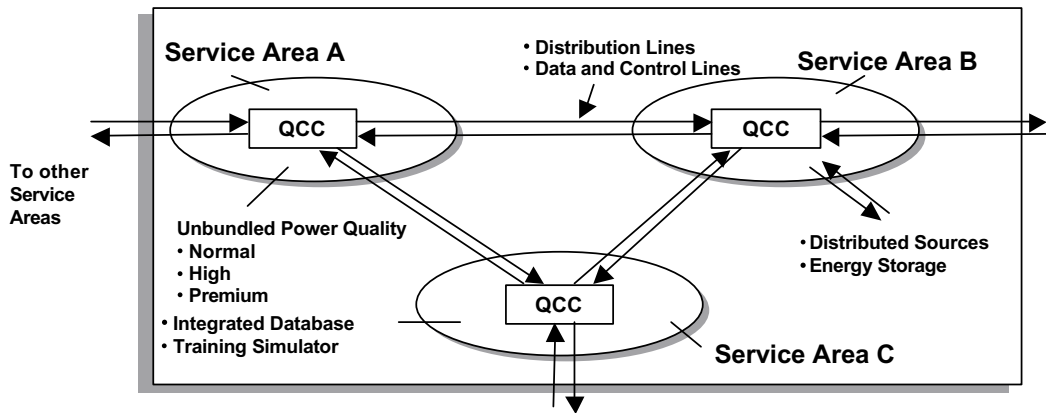 Service Area A
• Distribution Lines
• Data and Control Lines
Service Area B
QCC
QCC
To other
Service
Areas
Unbundled Power Quality
• Normal
• High
• Premium
• Distributed Sources
• Energy Storage
• Integrated Database
• Training Simulator
QCC
Service Area C